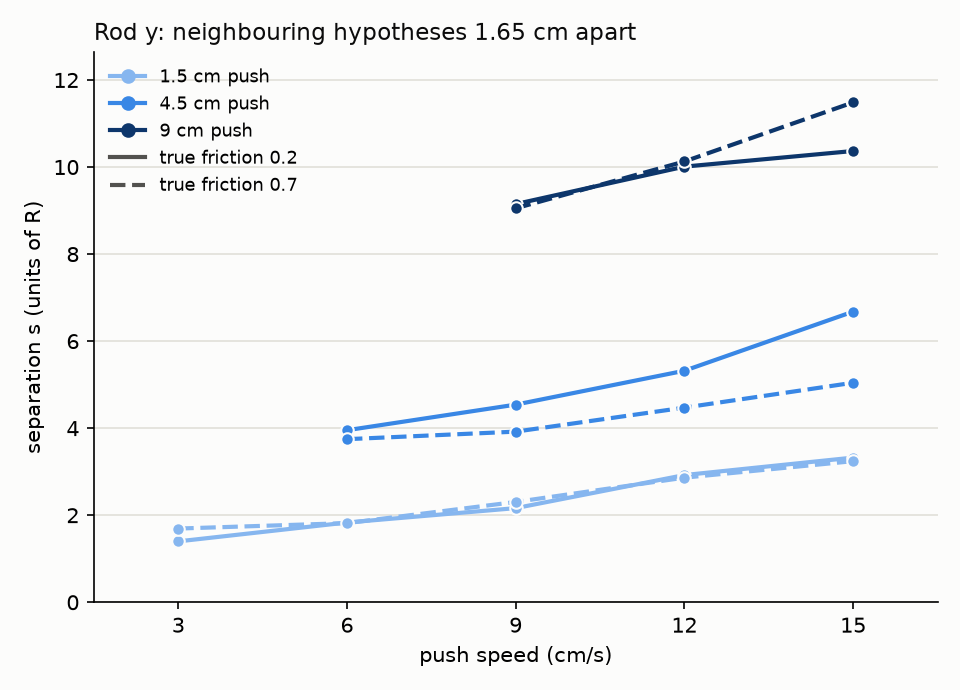 Rod y: neighbouring hypotheses 1.65 cm apart
1.5 cm push
4.5 cm push
9 cm push
true friction 0.2
true friction 0.7
separation s (units of R)
12
10
8
6
4
2
0
3 6 9 12 15
push speed (cm/s)